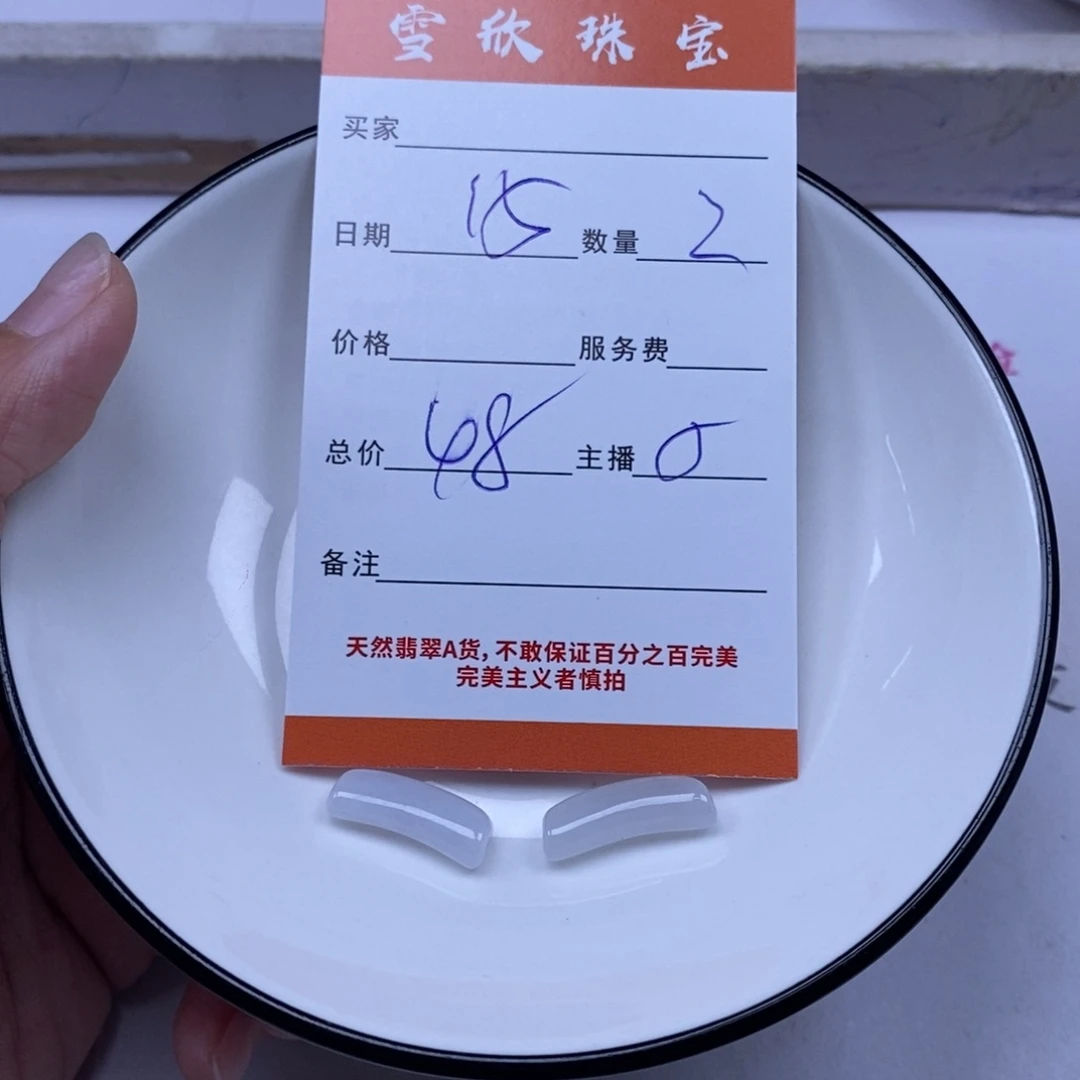 雪欣珠宝
买家
日期 15 数量 2
价格 服务费
总价 48 主播
备注
天然翡翠A货，不敢保证百分之百完美
完美主义者慎拍